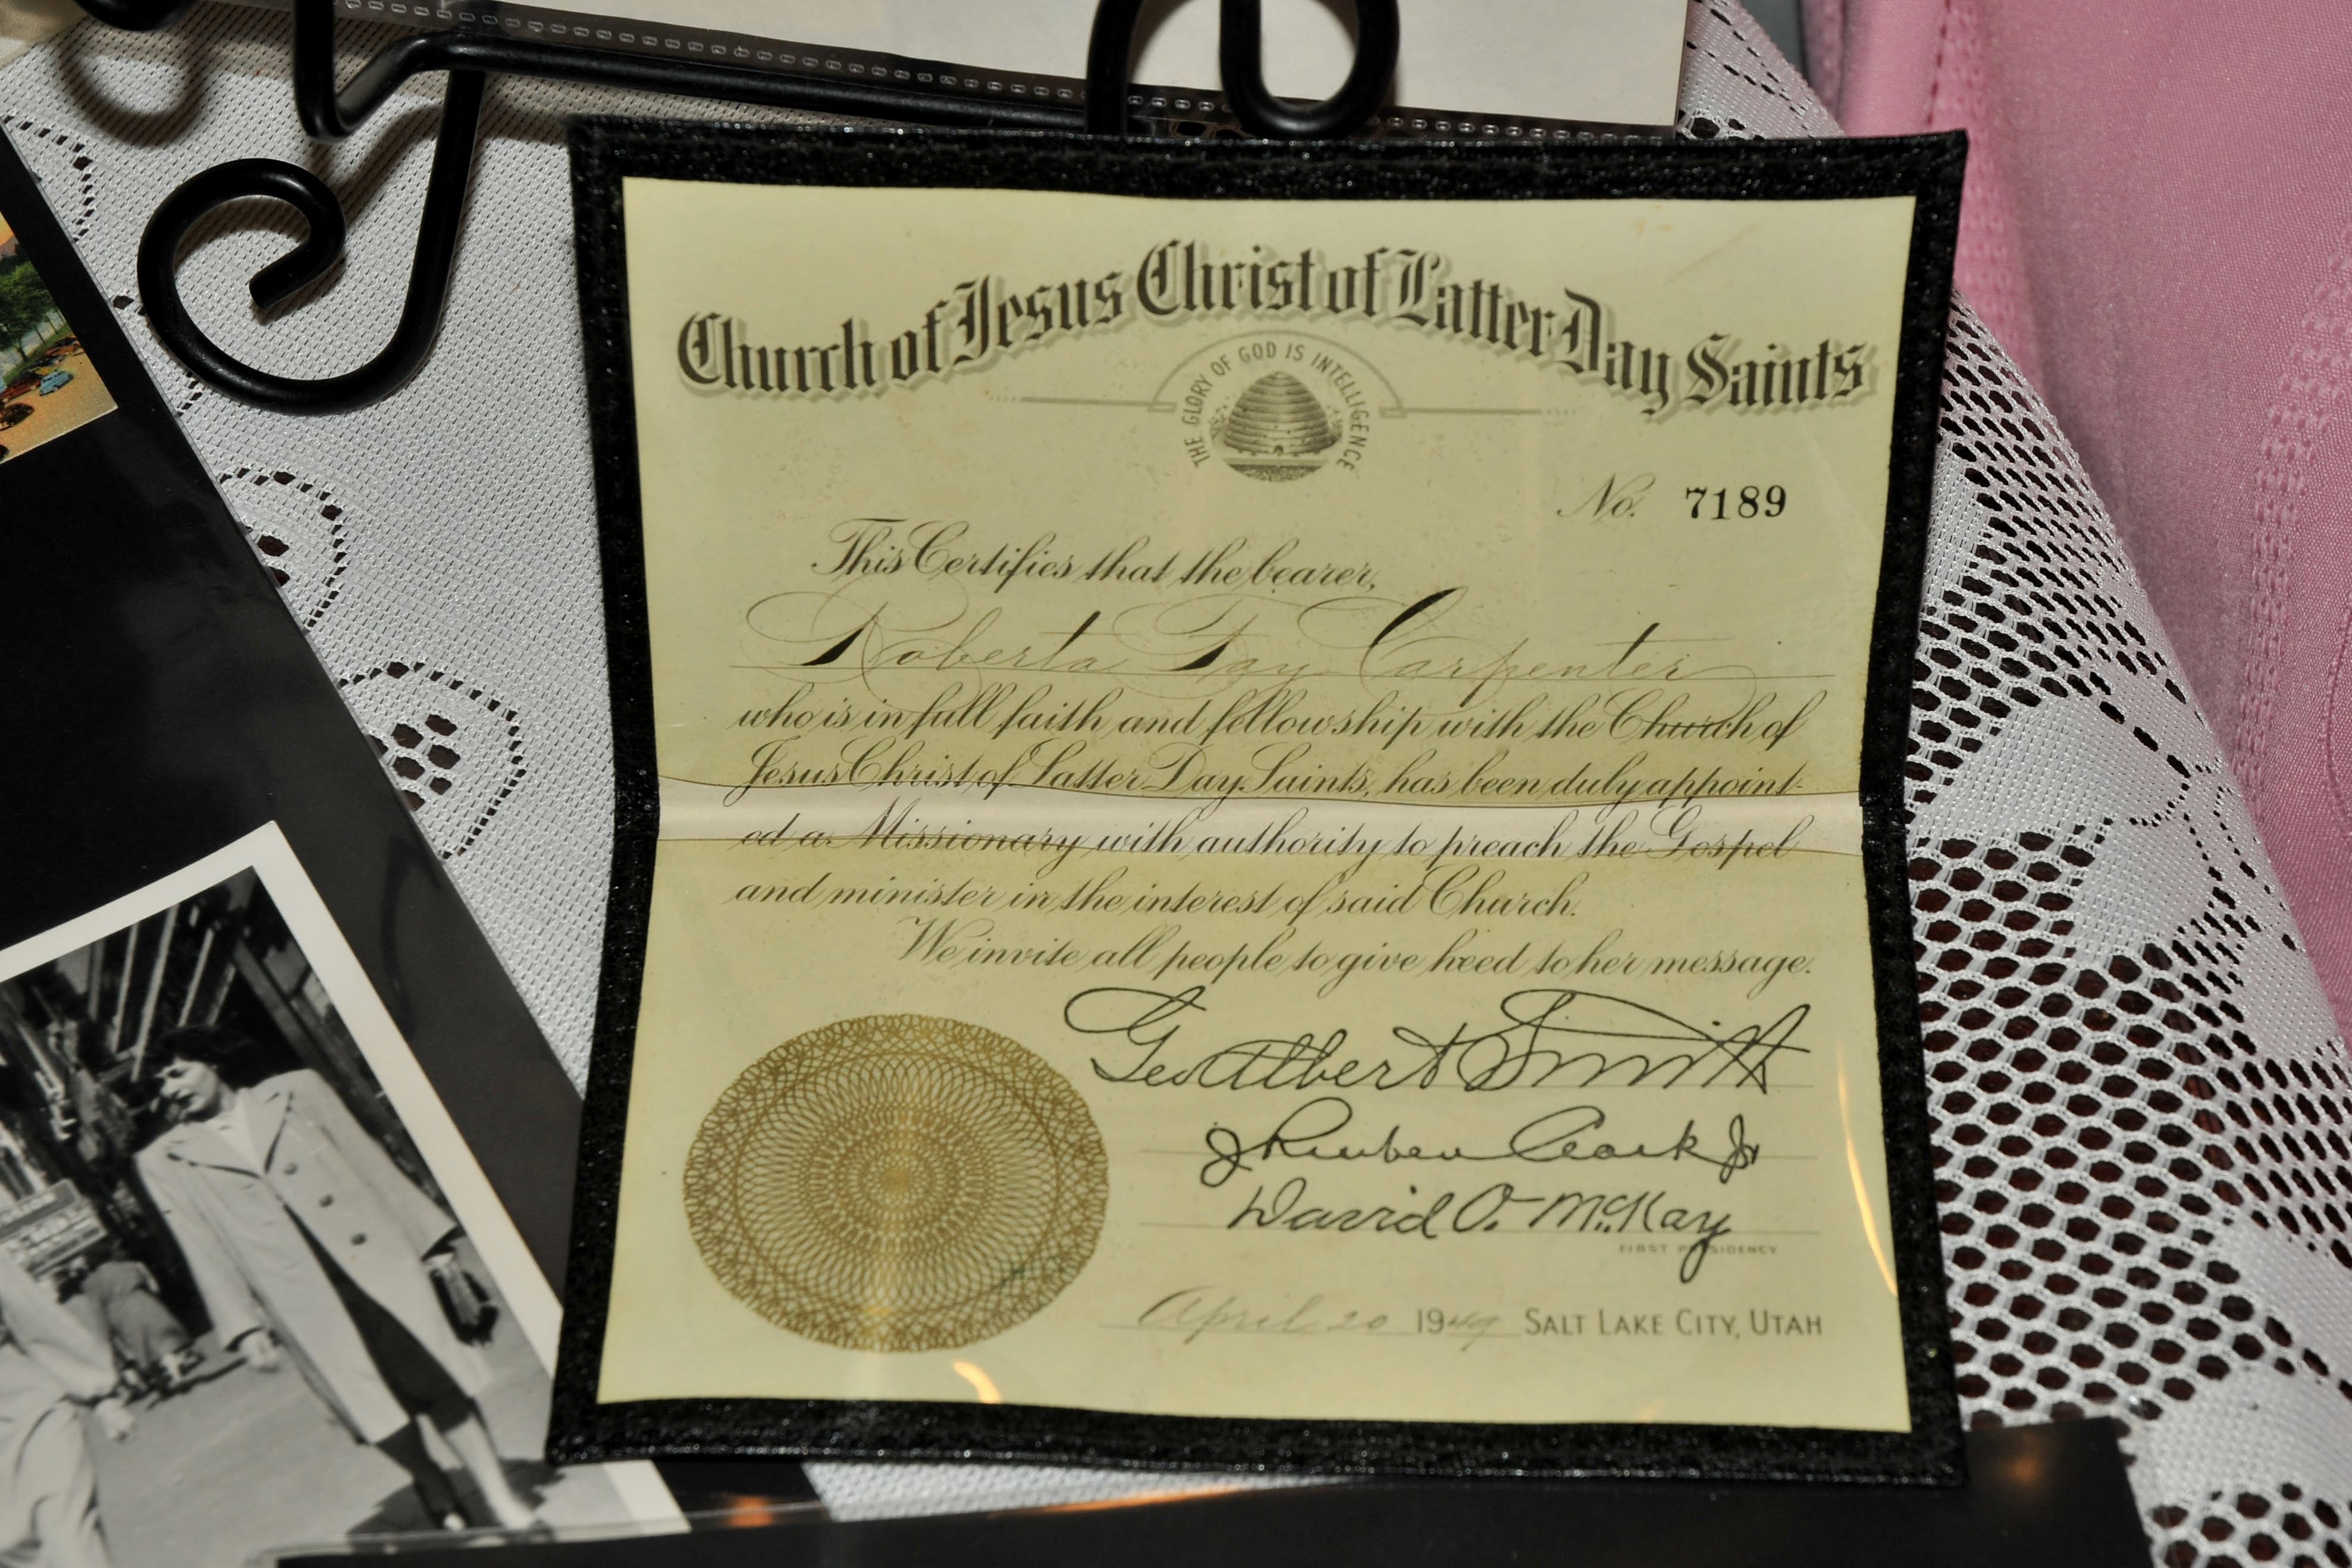 Church of Jesus Christ of Latter Day Saints
THE GLORY OF GOD IS INTELLIGENCE
No. 7189
This Certifies that the bearer,
Roberta Fay Carpenter
who is in full faith and fellowship with the Church of
Jesus Christ of Latter Day Saints, has been duly appoint-
ed a Missionary with authority to preach the Gospel
and minister in the interest of said Church.
We invite all people to give heed to her message.
Geo Albert Smith
J Reuben Clark Jr
David O. McKay
FIRST PRESIDENCY
April 20 1949 SALT LAKE CITY, UTAH